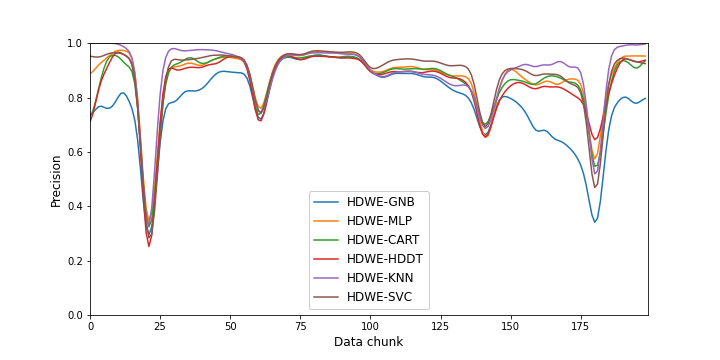 1.0
0.8
0.6
0.4
0.2
0.0
Precision
HDWE-GNB
HDWE-MLP
HDWE-CART
HDWE-HDDT
HDWE-KNN
HDWE-SVC
0 25 50 75 100 125 150 175
Data chunk